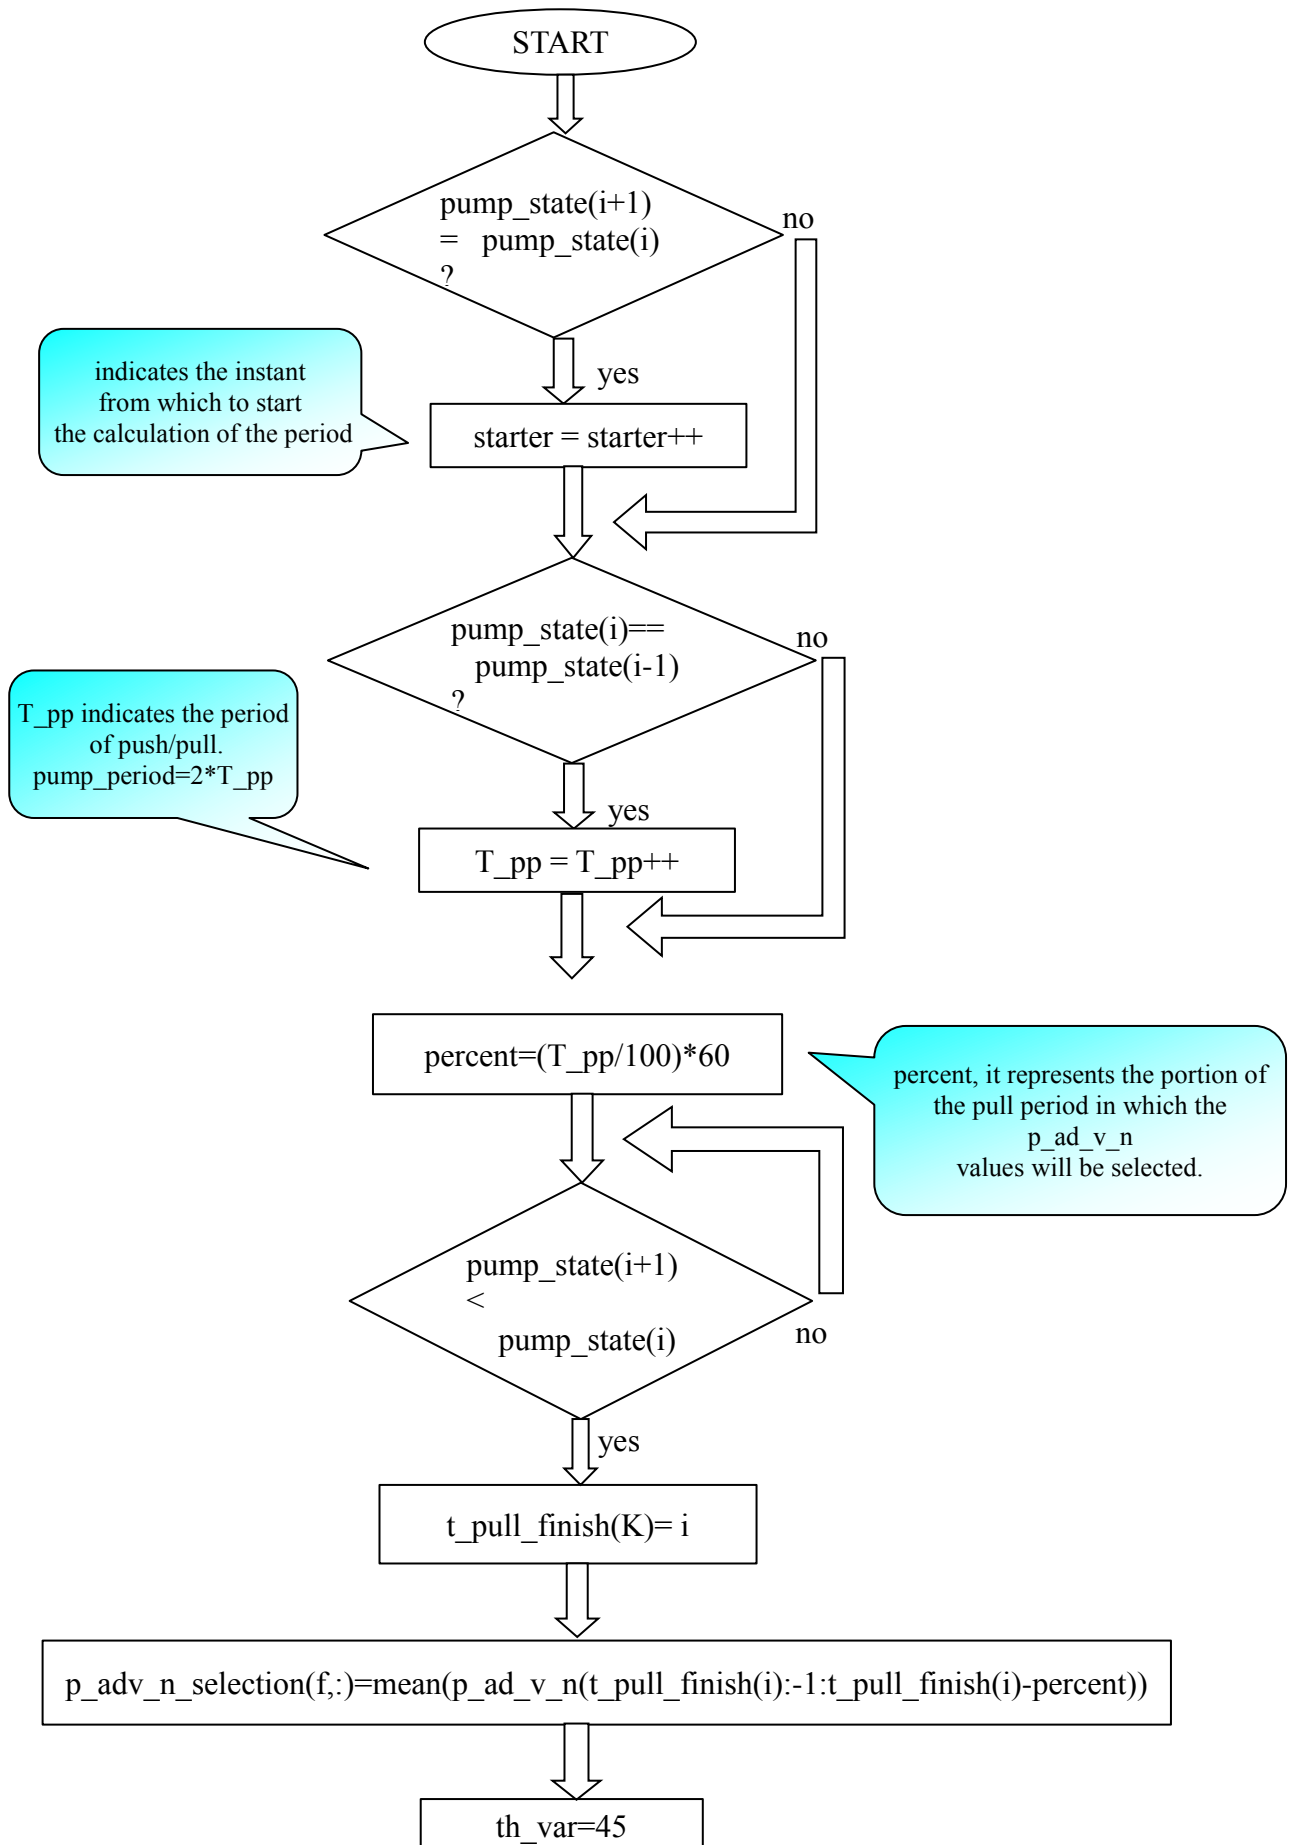 START
pump_state(i+1)
= pump_state(i)
?
no
yes
indicates the instant
from which to start
the calculation of the period
starter = starter++
pump_state(i)==
pump_state(i-1)
?
no
yes
T_pp indicates the period
of push/pull.
pump_period=2*T_pp
T_pp = T_pp++
percent=(T_pp/100)*60
percent, it represents the portion of
the pull period in which the
p_ad_v_n
values will be selected.
pump_state(i+1)
<
pump_state(i)
no
yes
t_pull_finish(K)= i
p_adv_n_selection(f,:)=mean(p_ad_v_n(t_pull_finish(i):-1:t_pull_finish(i)-percent))
th_var=45